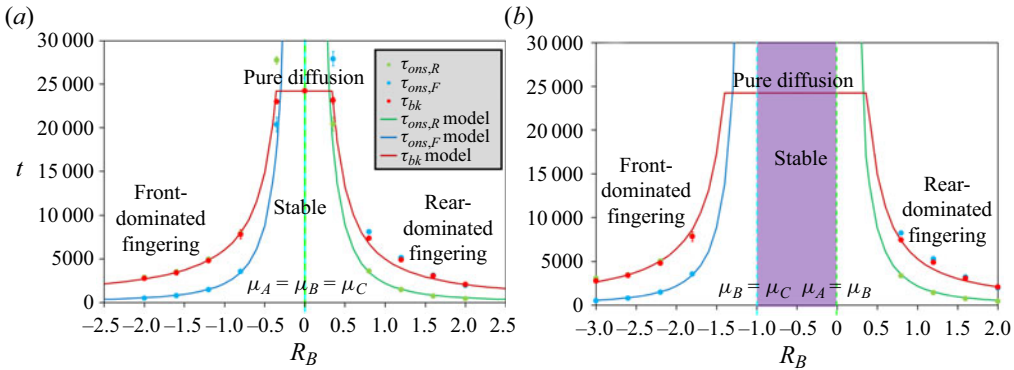 (a)
30 000
25 000
20 000
15 000
10 000
5000
0
t
Pure diffusion
τons,R
τons,F
τbk
τons,R model
τons,F model
τbk model
Front-
dominated
fingering
Stable
Rear-
dominated
fingering
μA = μB = μC
−2.5 −2.0 −1.5 −1.0 −0.5 0 0.5 1.0 1.5 2.0 2.5
RB
(b)
30 000
25 000
20 000
15 000
10 000
5000
0
Pure diffusion
Stable
Front-
dominated
fingering
Rear-
dominated
fingering
μB = μC μA = μB
−3.0 −2.5 −2.0 −1.5 −1.0 −0.5 0 0.5 1.0 1.5 2.0
RB